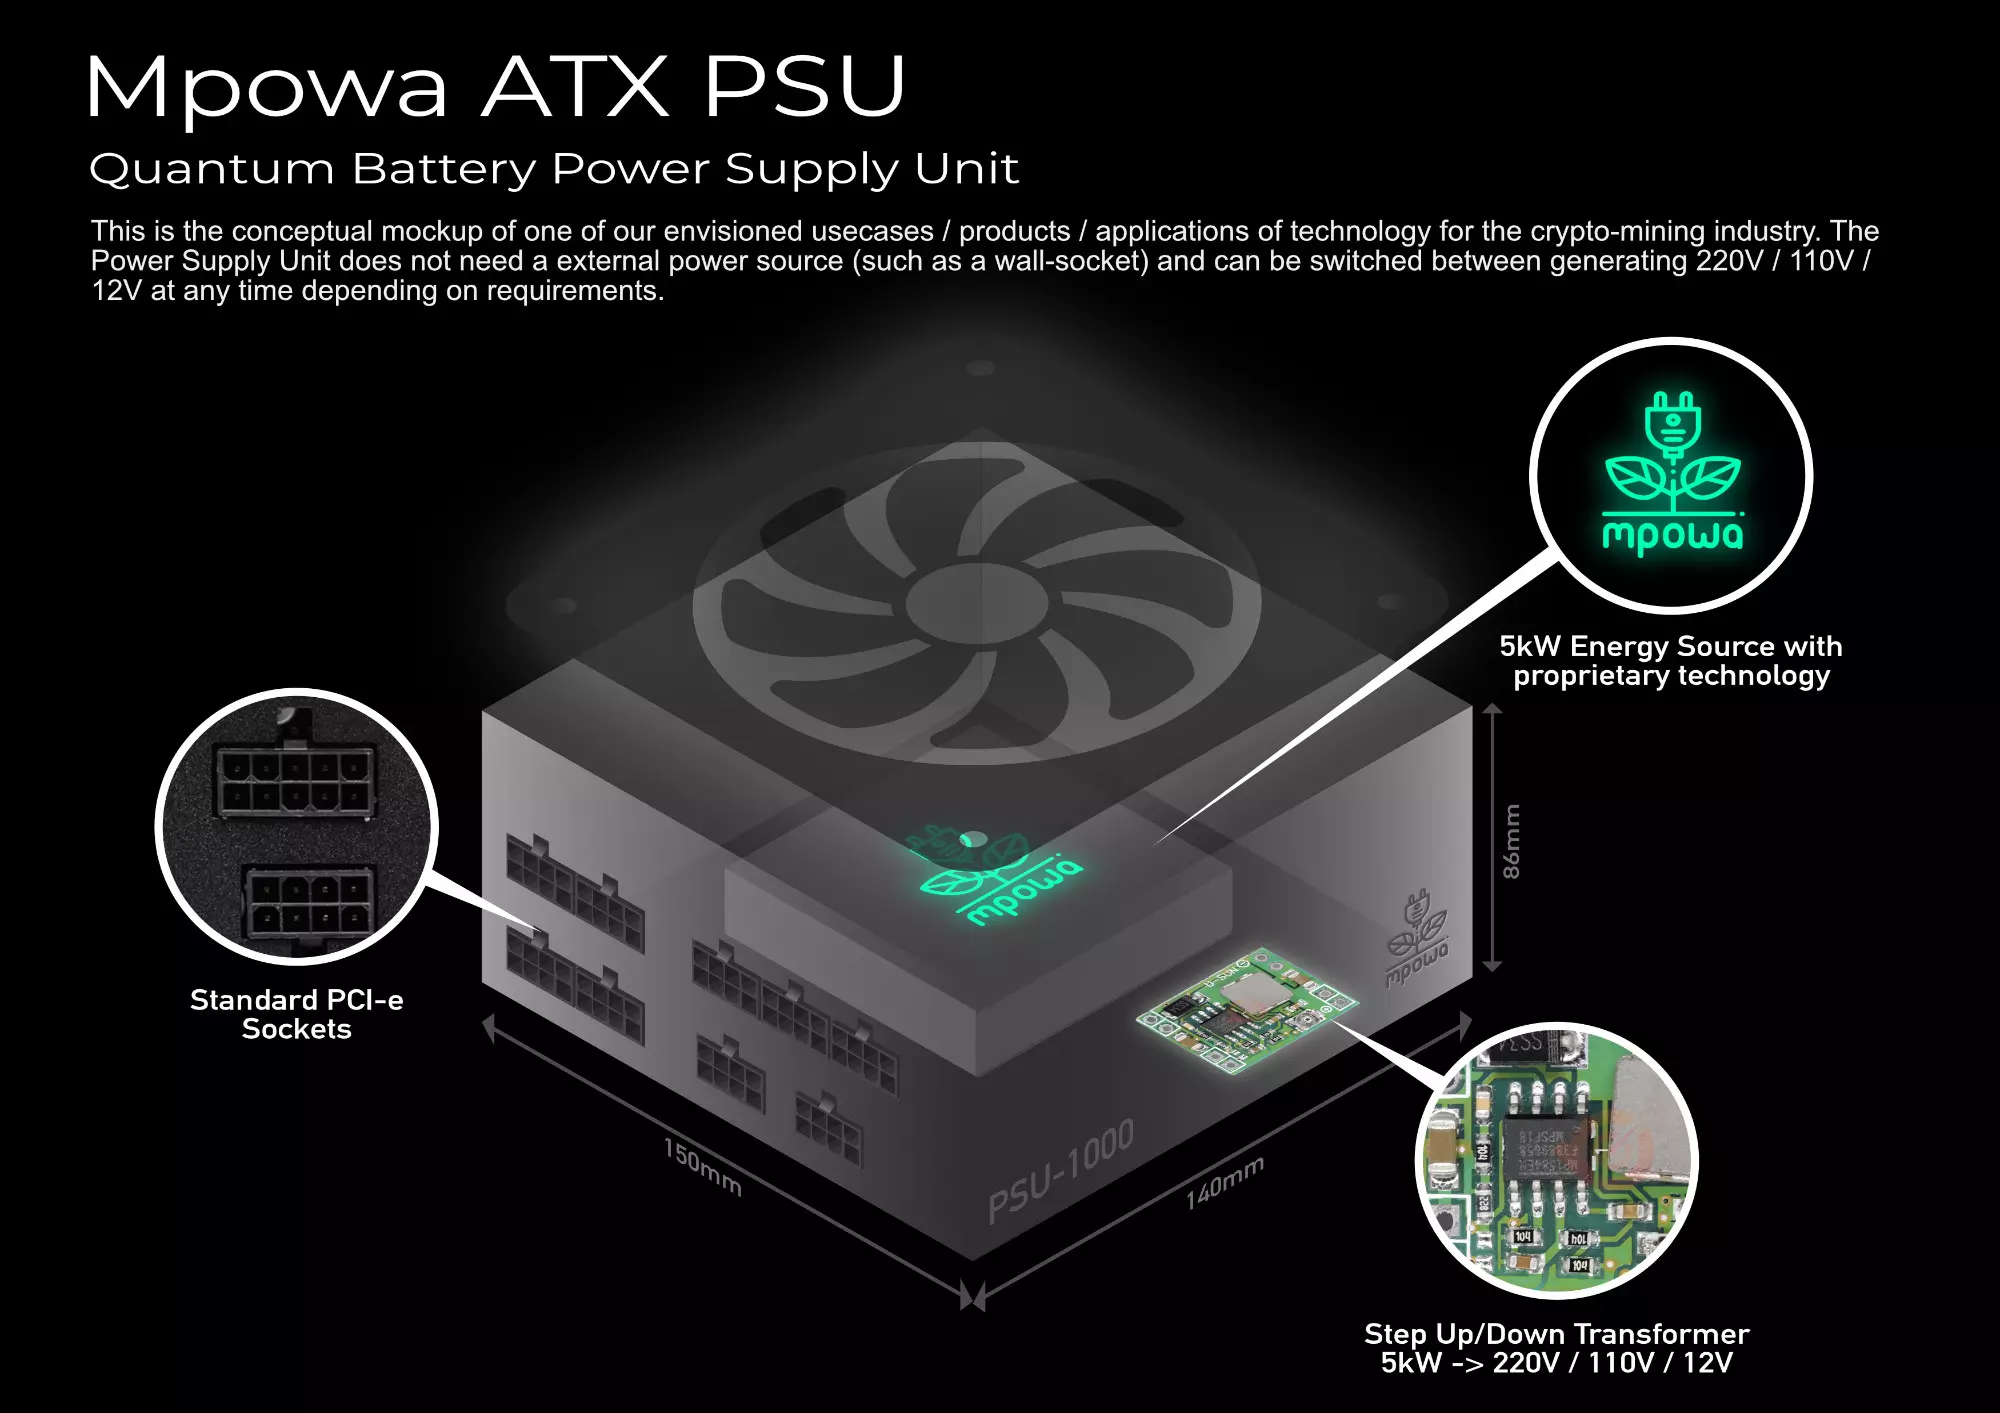 Mpowa ATX PSU
Quantum Battery Power Supply Unit
This is the conceptual mockup of one of our envisioned usecases / products / applications of technology for the crypto-mining industry. The
Power Supply Unit does not need a external power source (such as a wall-socket) and can be switched between generating 220V / 110V /
12V at any time depending on requirements.
mpowa
5kW Energy Source with
proprietary technology
86mm
mpowa
mpowa
Standard PCI-e
Sockets
150mm
PSU-1000
140mm
SS34
104
822
104
104
104
Step Up/Down Transformer
5kW -> 220V / 110V / 12V